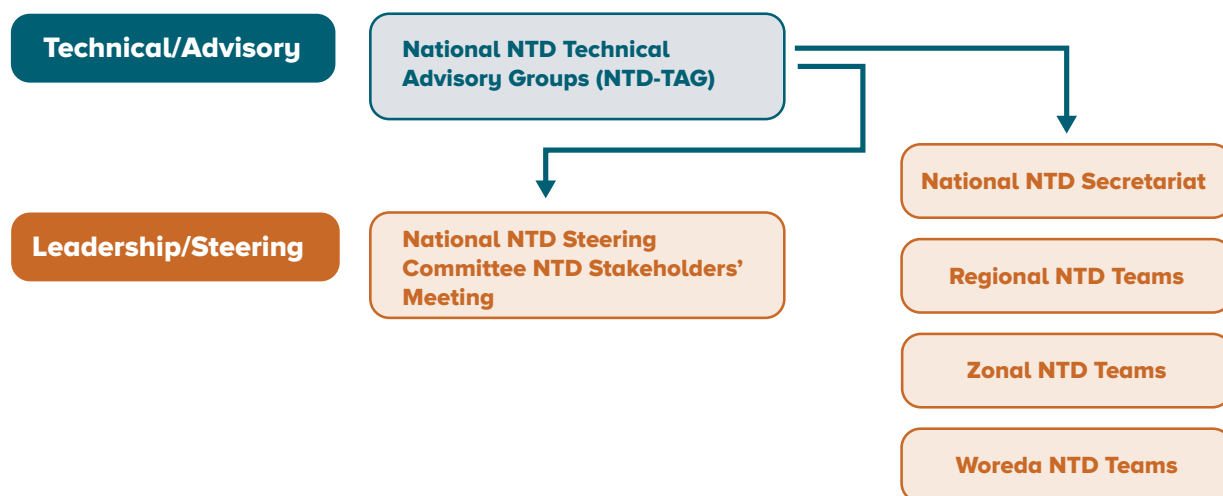 Technical/Advisory
National NTD Technical
Advisory Groups (NTD-TAG)
National NTD Secretariat
Leadership/Steering
National NTD Steering
Committee NTD Stakeholders’
Meeting
Regional NTD Teams
Zonal NTD Teams
Woreda NTD Teams